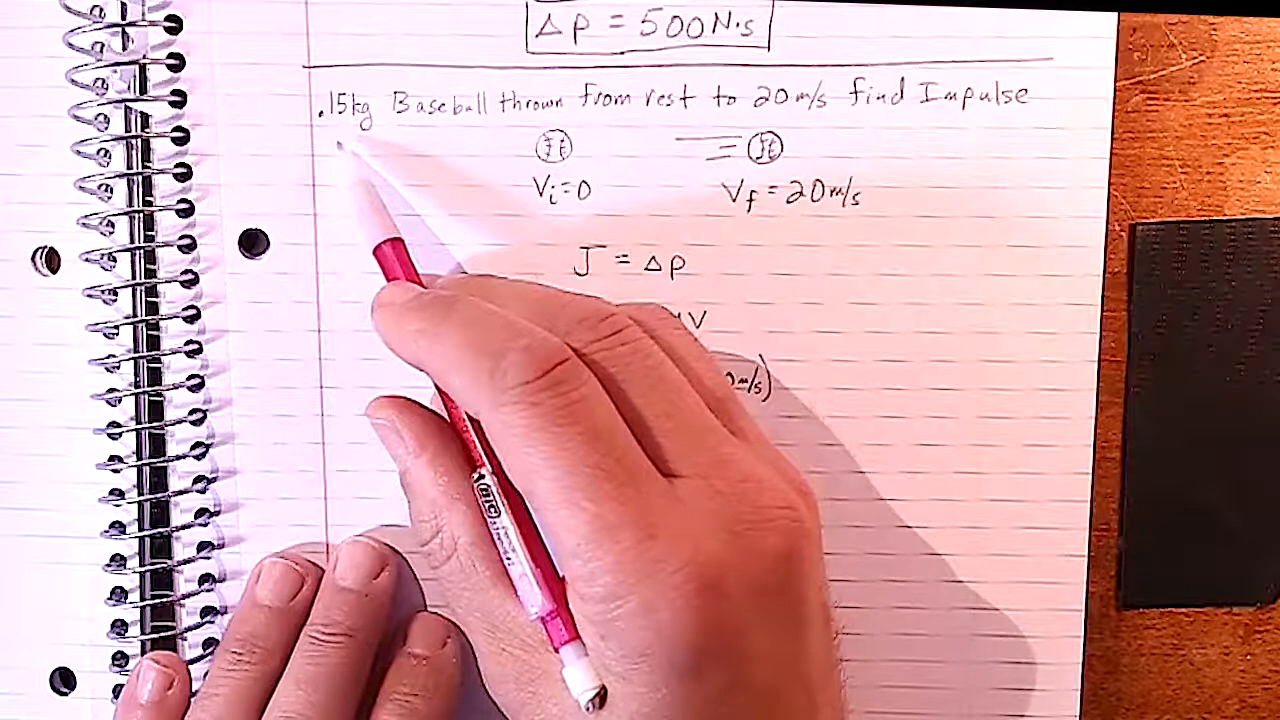 Δp = 500N·s
.15kg Baseball thrown from rest to 20m/s find Impulse
Vi=0 Vf = 20m/s
J = Δp
V
m/s)
BIC